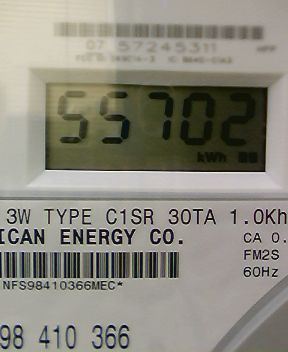 07 57245311
55702
kWh
3W TYPE C1SR 30TA 1.0Kh
ICAN ENERGY CO. CA 0.
FM2S
NFS98410366MEC* 60Hz
98 410 366